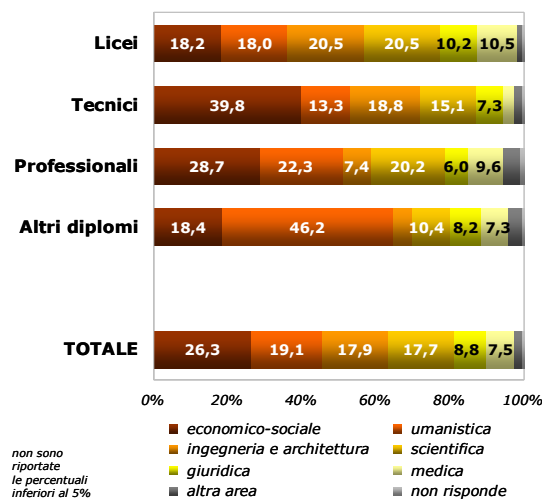 Licei 18,2 18,0 20,5 20,5 10,2 10,5
Tecnici 39,8 13,3 18,8 15,1 7,3
Professionali 28,7 22,3 7,4 20,2 6,0 9,6
Altri diplomi 18,4 46,2 10,4 8,2 7,3
TOTALE 26,3 19,1 17,9 17,7 8,8 7,5
0% 20% 40% 60% 80% 100%
economico-sociale umanistica
ingegneria e architettura scientifica
giuridica medica
altra area non risponde
non sono
riportate
le percentuali
inferiori al 5%